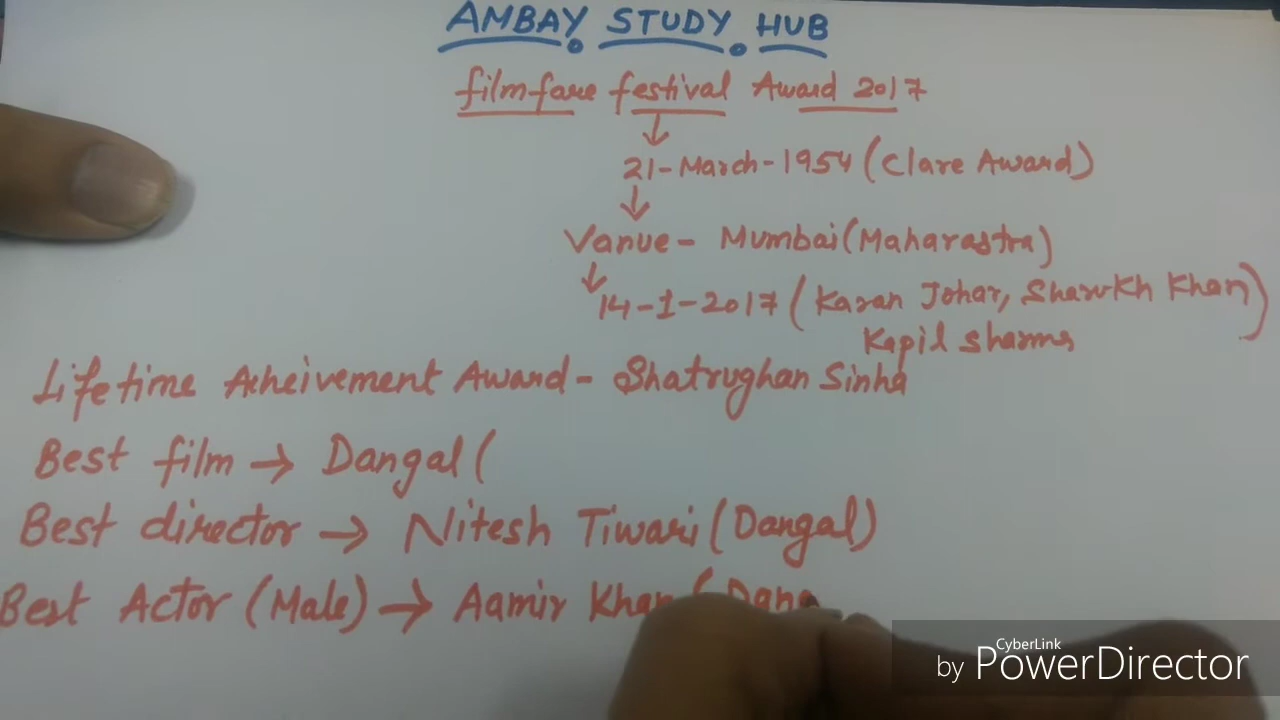 AMBAY STUDY HUB
filmfare festival Award 2017
21-March-1954 (Clare Award)
Vanue - Mumbai (Maharastra)
14-1-2017 (Karan Johar, Sharukh Khan)
Kapil Sharma
Lifetime Acheivement Award - Shatrughan Sinha
Best film → Dangal (
Best director → Nitesh Tiwari (Dangal)
Best Actor (Male) → Aamir Khan (Dang
CyberLink
by PowerDirector